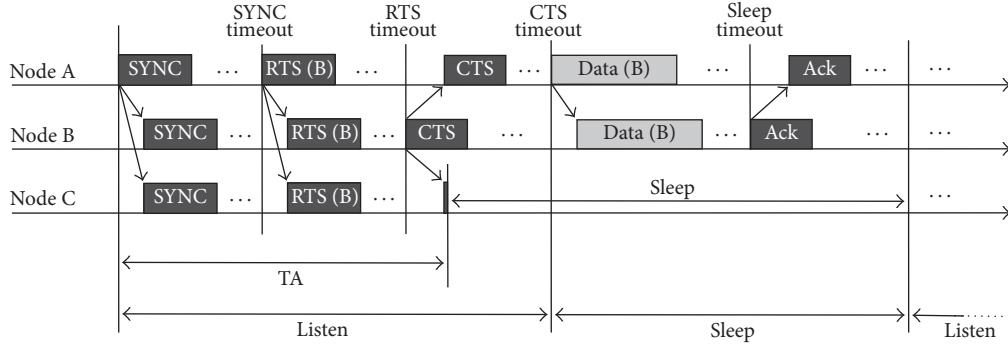 SYNC timeout
RTS timeout
CTS timeout
Sleep timeout
Node A SYNC ... RTS (B) ... CTS ... Data (B) ... Ack ... ...
Node B SYNC ... RTS (B) ... CTS ... Data (B) ... Ack ... ...
Node C SYNC ... RTS (B) ... Sleep ...
TA
Listen Sleep Listen